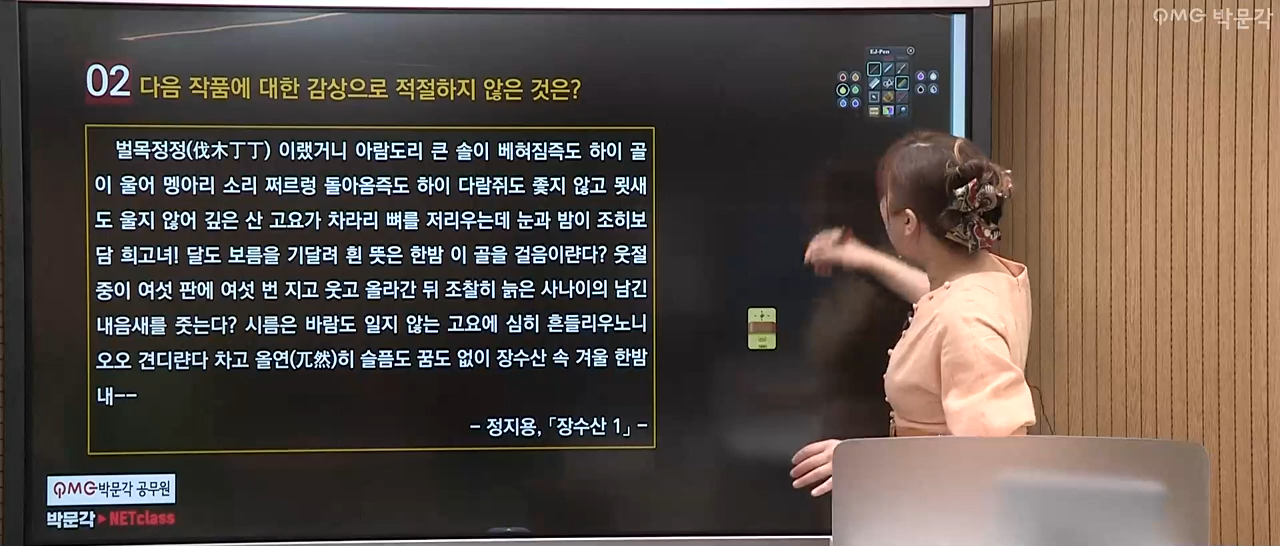 QMG 박문각
EJ-Pen
02 다음 작품에 대한 감상으로 적절하지 않은 것은?
벌목정정(伐木丁丁) 이랬거니 아람도리 큰 솔이 베혀짐즉도 하이 골
이 울어 멩아리 소리 쩌르렁 돌아옴즉도 하이 다람쥐도 좇지 않고 묏새
도 울지 않어 깊은 산 고요가 차라리 뼈를 저리우는데 눈과 밤이 조히보
담 희고녀! 달도 보름을 기달려 흰 뜻은 한밤 이 골을 걸음이랸다? 웃절
중이 여섯 판에 여섯 번 지고 웃고 올라간 뒤 조찰히 늙은 사나이의 남긴
내음새를 줏는다? 시름은 바람도 일지 않는 고요에 심히 흔들리우노니
오오 견디랸다 차고 올연(兀然)히 슬픔도 꿈도 없이 장수산 속 겨울 한밤
내--
- 정지용, 「장수산 1」 -
QMG 박문각 공무원
박문각 NETclass